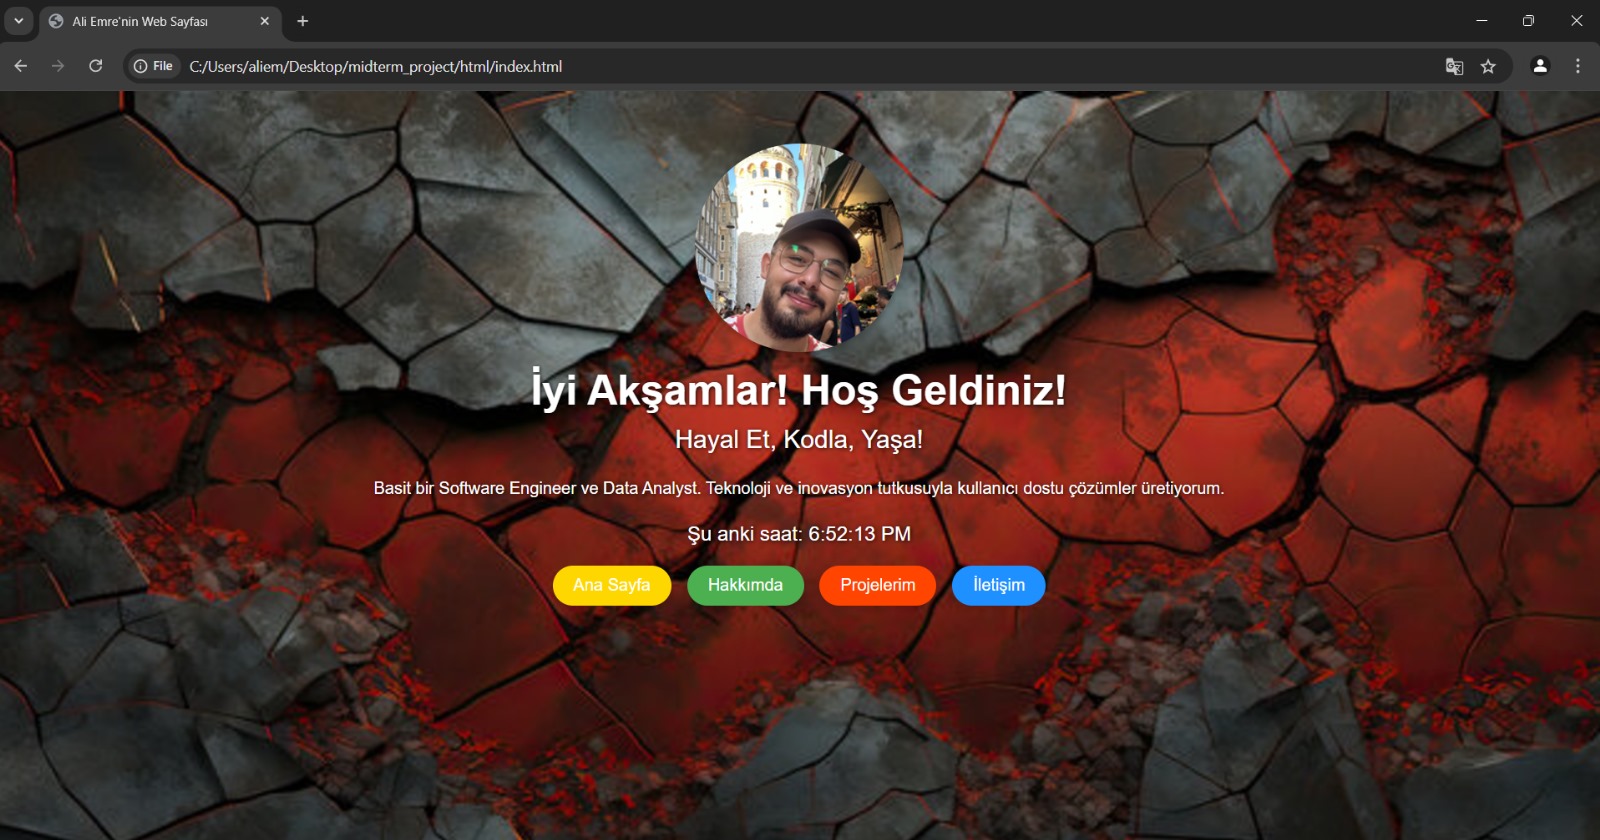 Ali Emre'nin Web Sayfası
File C:/Users/aliem/Desktop/midterm_project/html/index.html
İyi Akşamlar! Hoş Geldiniz!
Hayal Et, Kodla, Yaşa!
Basit bir Software Engineer ve Data Analyst. Teknoloji ve inovasyon tutkusuyla kullanıcı dostu çözümler üretiyorum.
Şu anki saat: 6:52:13 PM
Ana Sayfa Hakkımda Projelerim İletişim